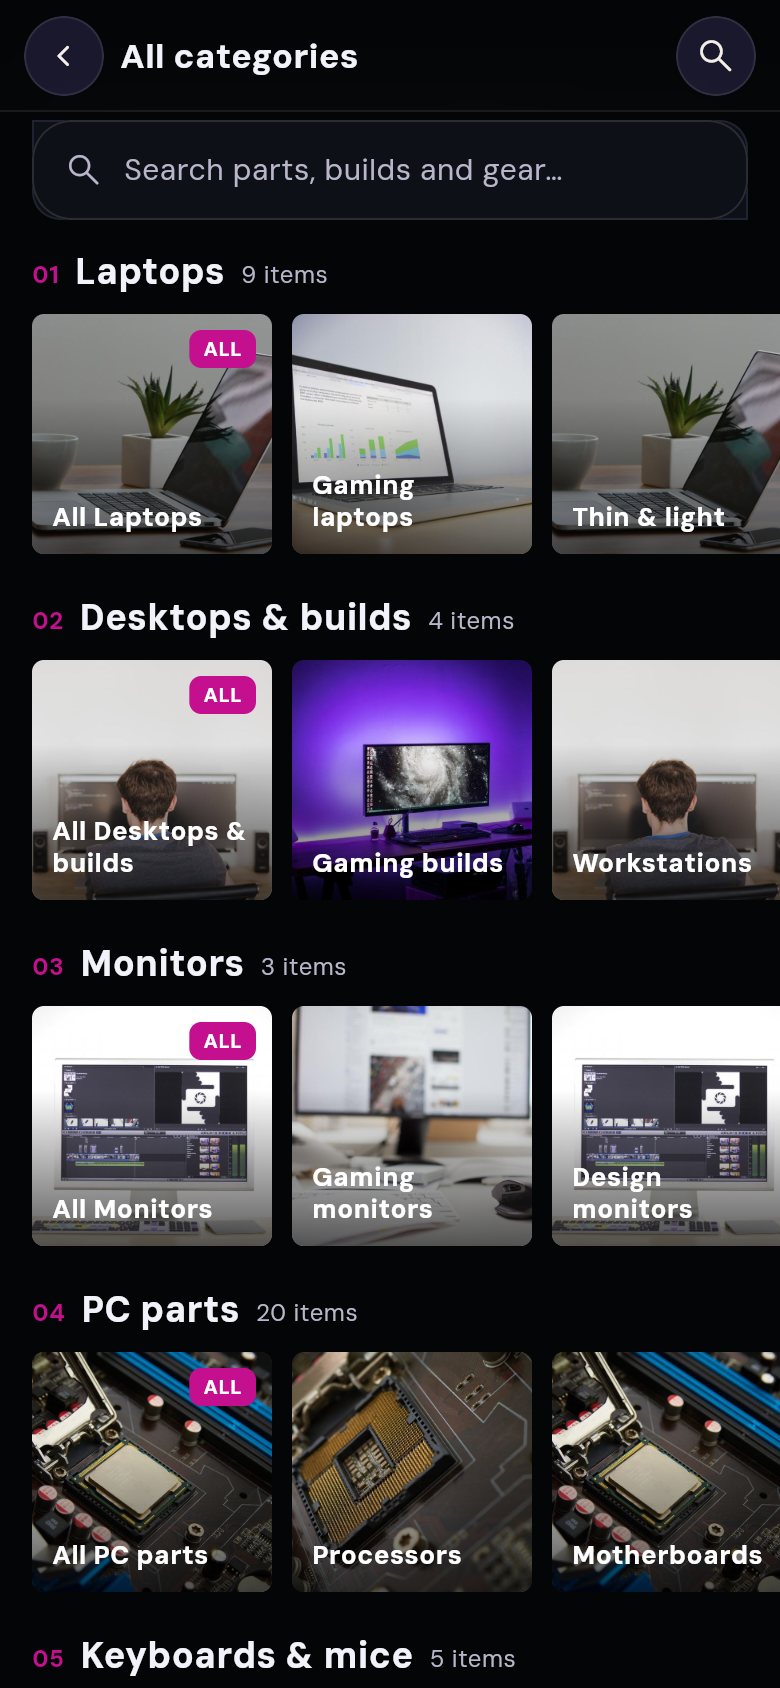 All categories
Search parts, builds and gear...
01 Laptops 9 items
ALL
All Laptops
Gaming
laptops
Thin & light
02 Desktops & builds 4 items
ALL
All Desktops &
builds
Gaming builds
Workstations
03 Monitors 3 items
ALL
All Monitors
Gaming
monitors
Design
monitors
04 PC parts 20 items
ALL
All PC parts
Processors
Motherboards
05 Keyboards & mice 5 items